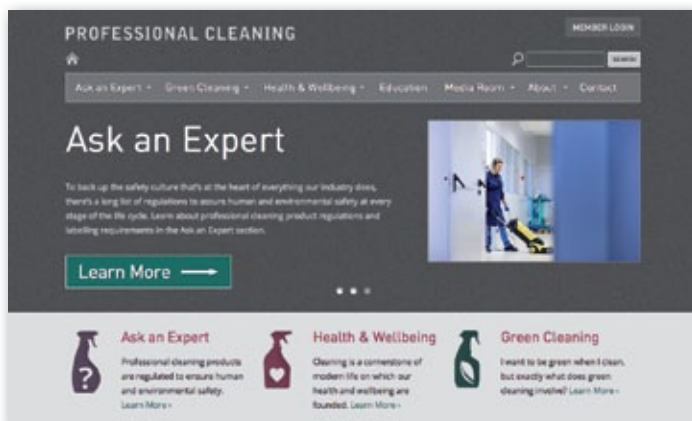 PROFESSIONAL CLEANING
MEMBER LOGIN
SEARCH
Ask an Expert Green Cleaning Health & Wellbeing Education Media Room About Contact
Ask an Expert
To back up the safety culture that's at the heart of everything our industry does,
there's a long list of regulations to assure human and environmental safety at every
stage of the life cycle. Learn about professional cleaning product regulations and
labelling requirements in the Ask an Expert section.
Learn More
Ask an Expert
Professional cleaning products
are regulated to ensure human
and environmental safety.
Learn More ›
Health & Wellbeing
Cleaning is a cornerstone of
modern life on which our
health and wellbeing are
founded. Learn More ›
Green Cleaning
I want to be green when I clean,
but exactly what does green
cleaning involve? Learn More ›
?